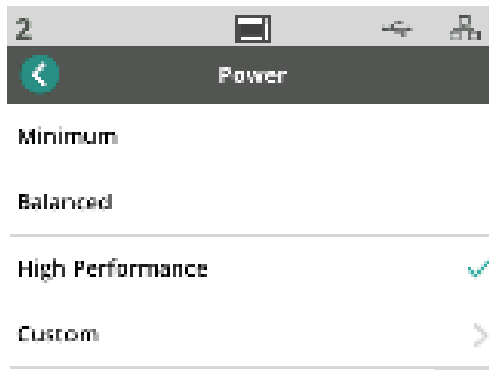 2
Power
Minimum
Balanced
High Performance
Custom